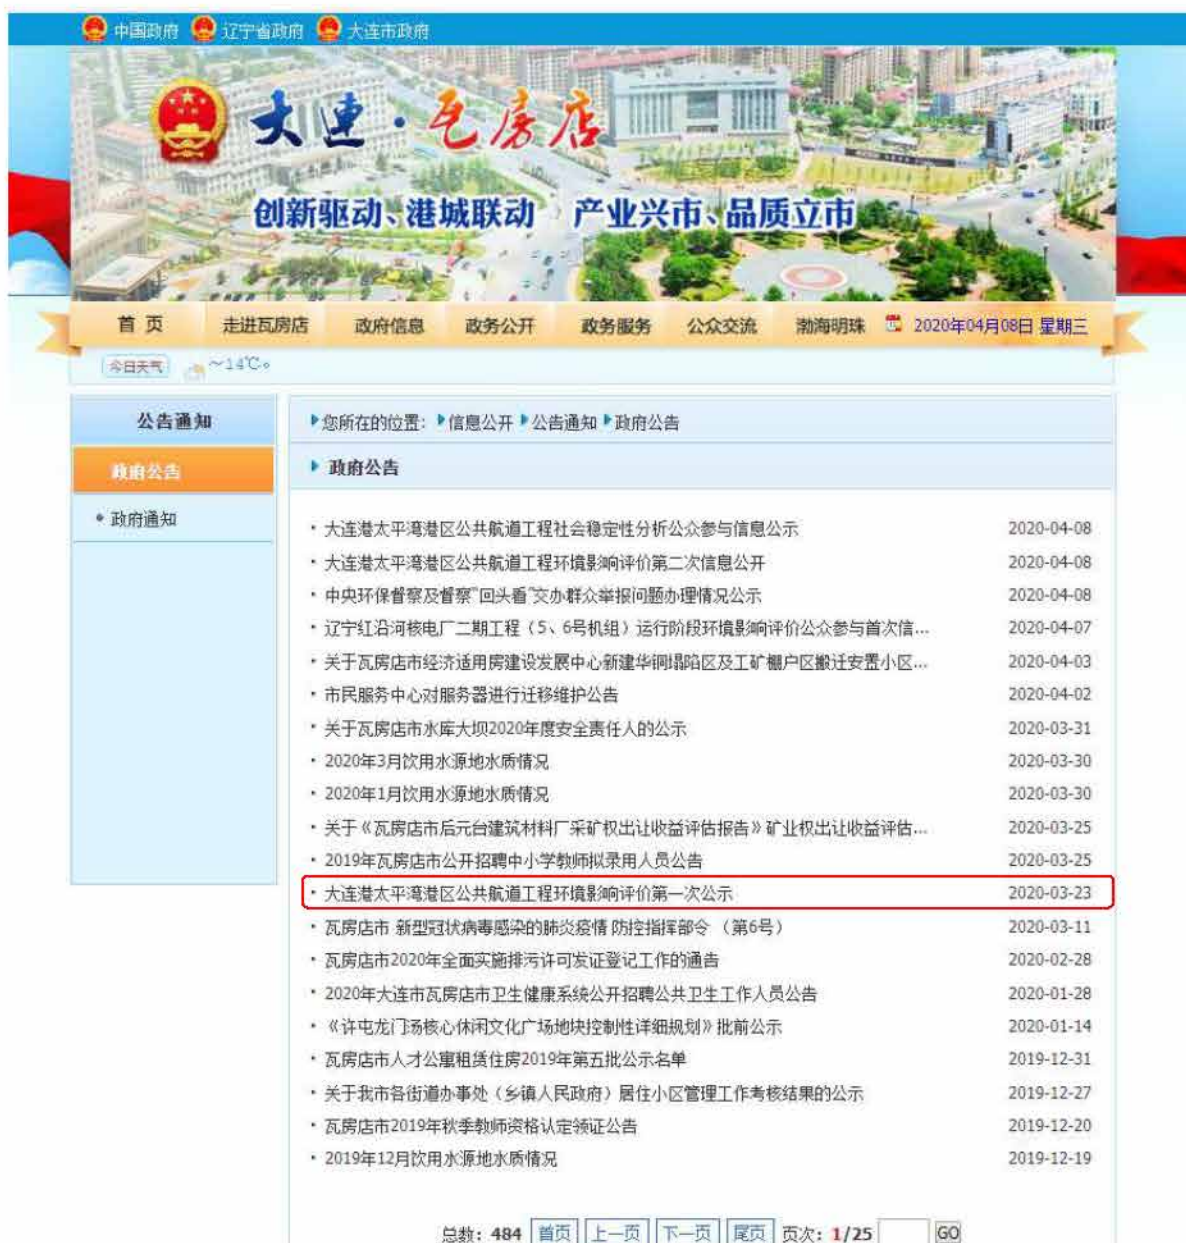 中国政府 辽宁省政府 大连市政府
大连·瓦房店
创新驱动、港城联动 产业兴市、品质立市
首 页 走进瓦房店 政府信息 政务公开 政务服务 公众交流 渤海明珠 2020年04月08日 星期三
今日天气 ～14℃。
公告通知
政府公告
政府通知
您所在的位置： 信息公开 公告通知 政府公告
政府公告
大连港太平湾港区公共航道工程社会稳定性分析公众参与信息公示 2020-04-08
大连港太平湾港区公共航道工程环境影响评价第二次信息公开 2020-04-08
中央环保督察及督察"回头看"交办群众举报问题办理情况公示 2020-04-08
辽宁红沿河核电厂二期工程（5、6号机组）运行阶段环境影响评价公众参与首次信... 2020-04-07
关于瓦房店市经济适用房建设发展中心新建华铜塌陷区及工矿棚户区搬迁安置小区... 2020-04-03
市民服务中心对服务器进行迁移维护公告 2020-04-02
关于瓦房店市水库大坝2020年度安全责任人的公示 2020-03-31
2020年3月饮用水源地水质情况 2020-03-30
2020年1月饮用水源地水质情况 2020-03-30
关于《瓦房店市后元台建筑材料厂采矿权出让收益评估报告》矿业权出让收益评估... 2020-03-25
2019年瓦房店市公开招聘中小学教师拟录用人员公告 2020-03-25
大连港太平湾港区公共航道工程环境影响评价第一次公示 2020-03-23
瓦房店市 新型冠状病毒感染的肺炎疫情 防控指挥部令 （第6号） 2020-03-11
瓦房店市2020年全面实施排污许可发证登记工作的通告 2020-02-28
2020年大连市瓦房店市卫生健康系统公开招聘公共卫生工作人员公告 2020-01-28
《许屯龙门汤核心休闲文化广场地块控制性详细规划》批前公示 2020-01-14
瓦房店市人才公寓租赁住房2019年第五批公示名单 2019-12-31
关于我市各街道办事处（乡镇人民政府）居住小区管理工作考核结果的公示 2019-12-27
瓦房店市2019年秋季教师资格认定领证公告 2019-12-20
2019年12月饮用水源地水质情况 2019-12-19
总数：484 首页 上一页 下一页 尾页 页次：1/25 GO